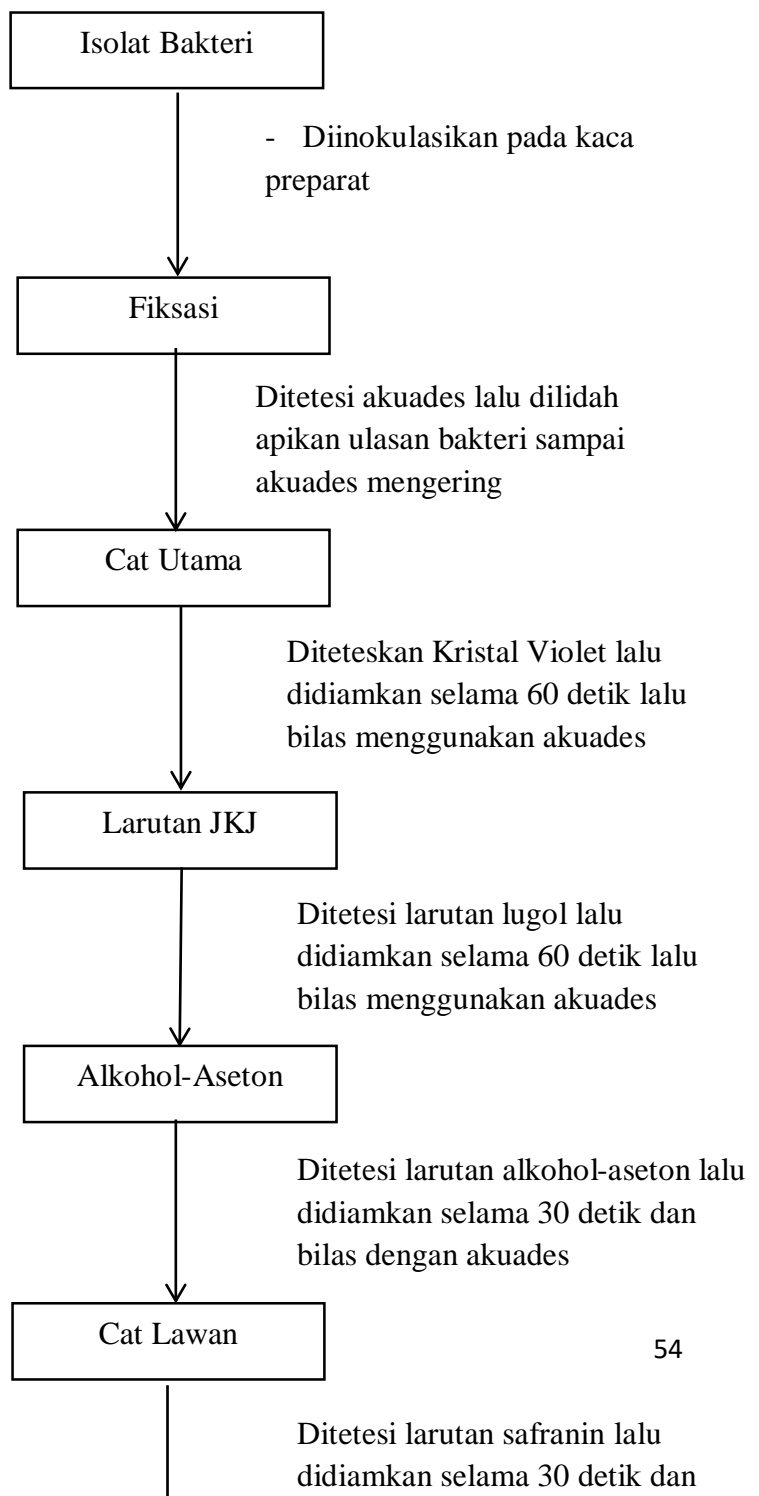 Isolat Bakteri
- Diinokulasikan pada kaca
preparat
Fiksasi
Ditetesi akuades lalu dilidah
apikan ulasan bakteri sampai
akuades mengering
Cat Utama
Diteteskan Kristal Violet lalu
didiamkan selama 60 detik lalu
bilas menggunakan akuades
Larutan JKJ
Ditetesi larutan lugol lalu
didiamkan selama 60 detik lalu
bilas menggunakan akuades
Alkohol-Aseton
Ditetesi larutan alkohol-aseton lalu
didiamkan selama 30 detik dan
bilas dengan akuades
Cat Lawan
54
Ditetesi larutan safranin lalu
didiamkan selama 30 detik dan